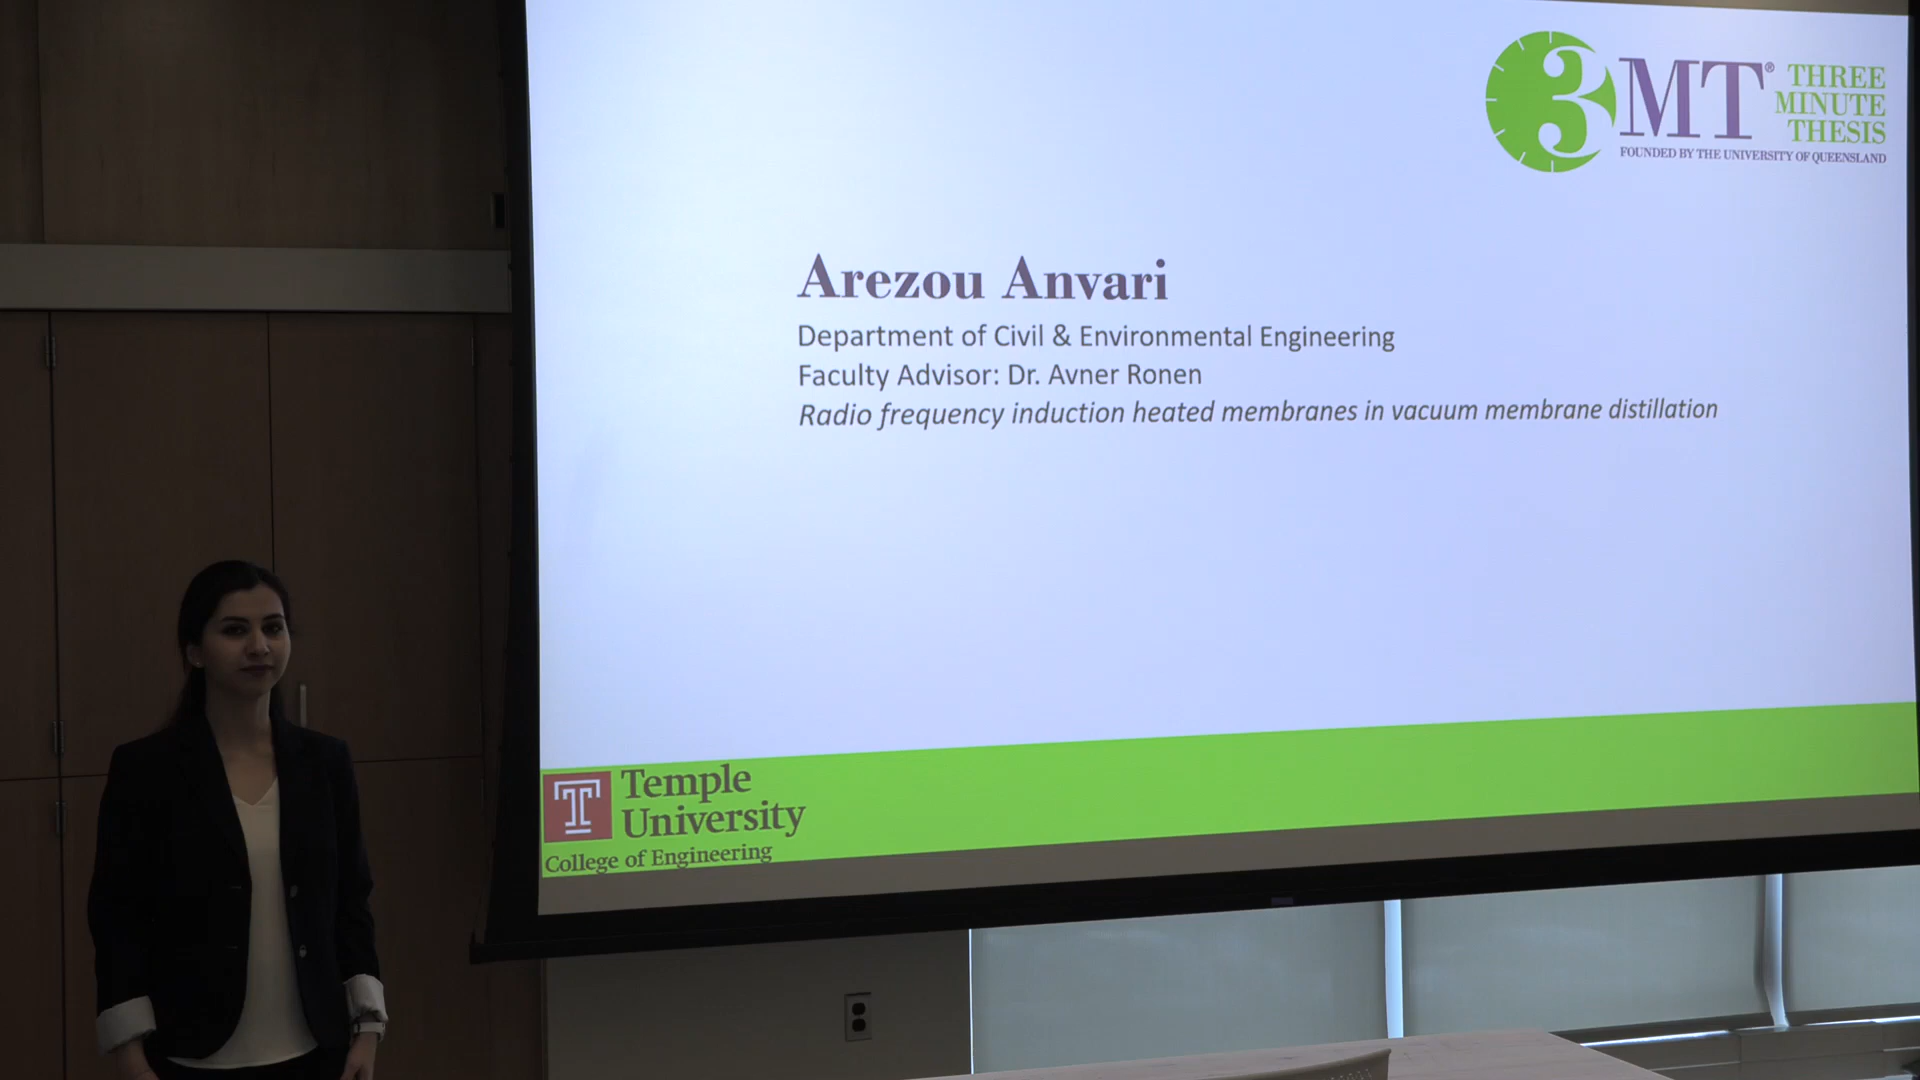 3MT® THREE
MINUTE
THESIS
FOUNDED BY THE UNIVERSITY OF QUEENSLAND
Arezou Anvari
Department of Civil & Environmental Engineering
Faculty Advisor: Dr. Avner Ronen
Radio frequency induction heated membranes in vacuum membrane distillation
T Temple
University
College of Engineering